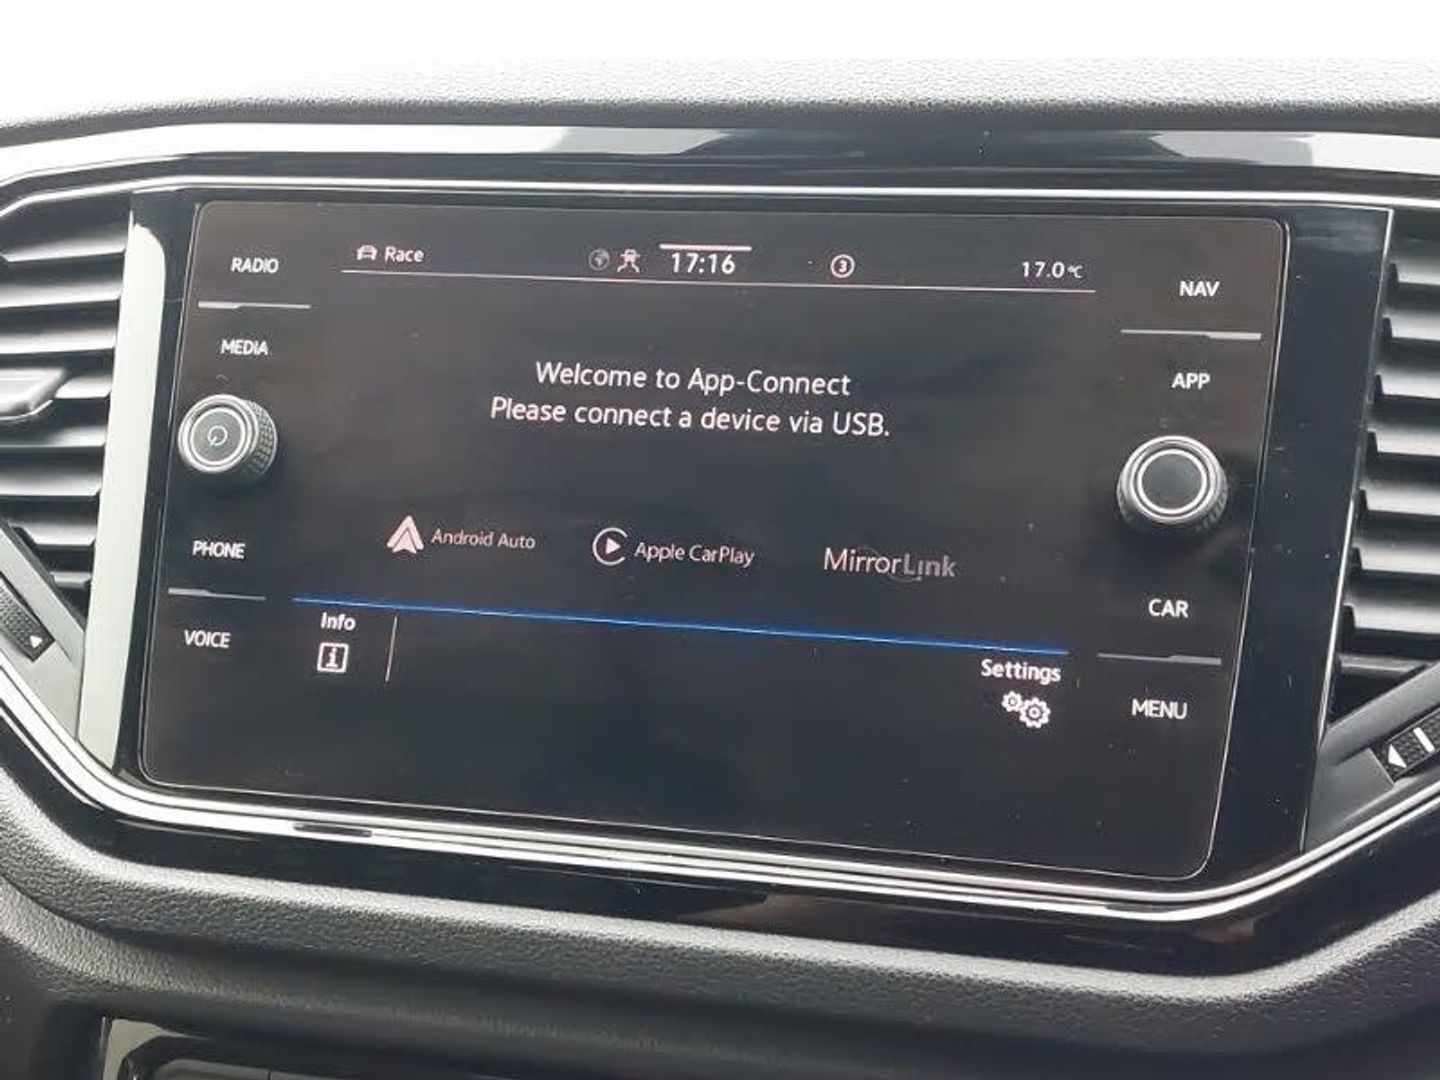 RADIO
MEDIA
PHONE
VOICE
Race
17:16
3
17.0°C
Welcome to App-Connect
Please connect a device via USB.
Android Auto
Apple CarPlay
MirrorLink
Info
i
Settings
NAV
APP
CAR
MENU